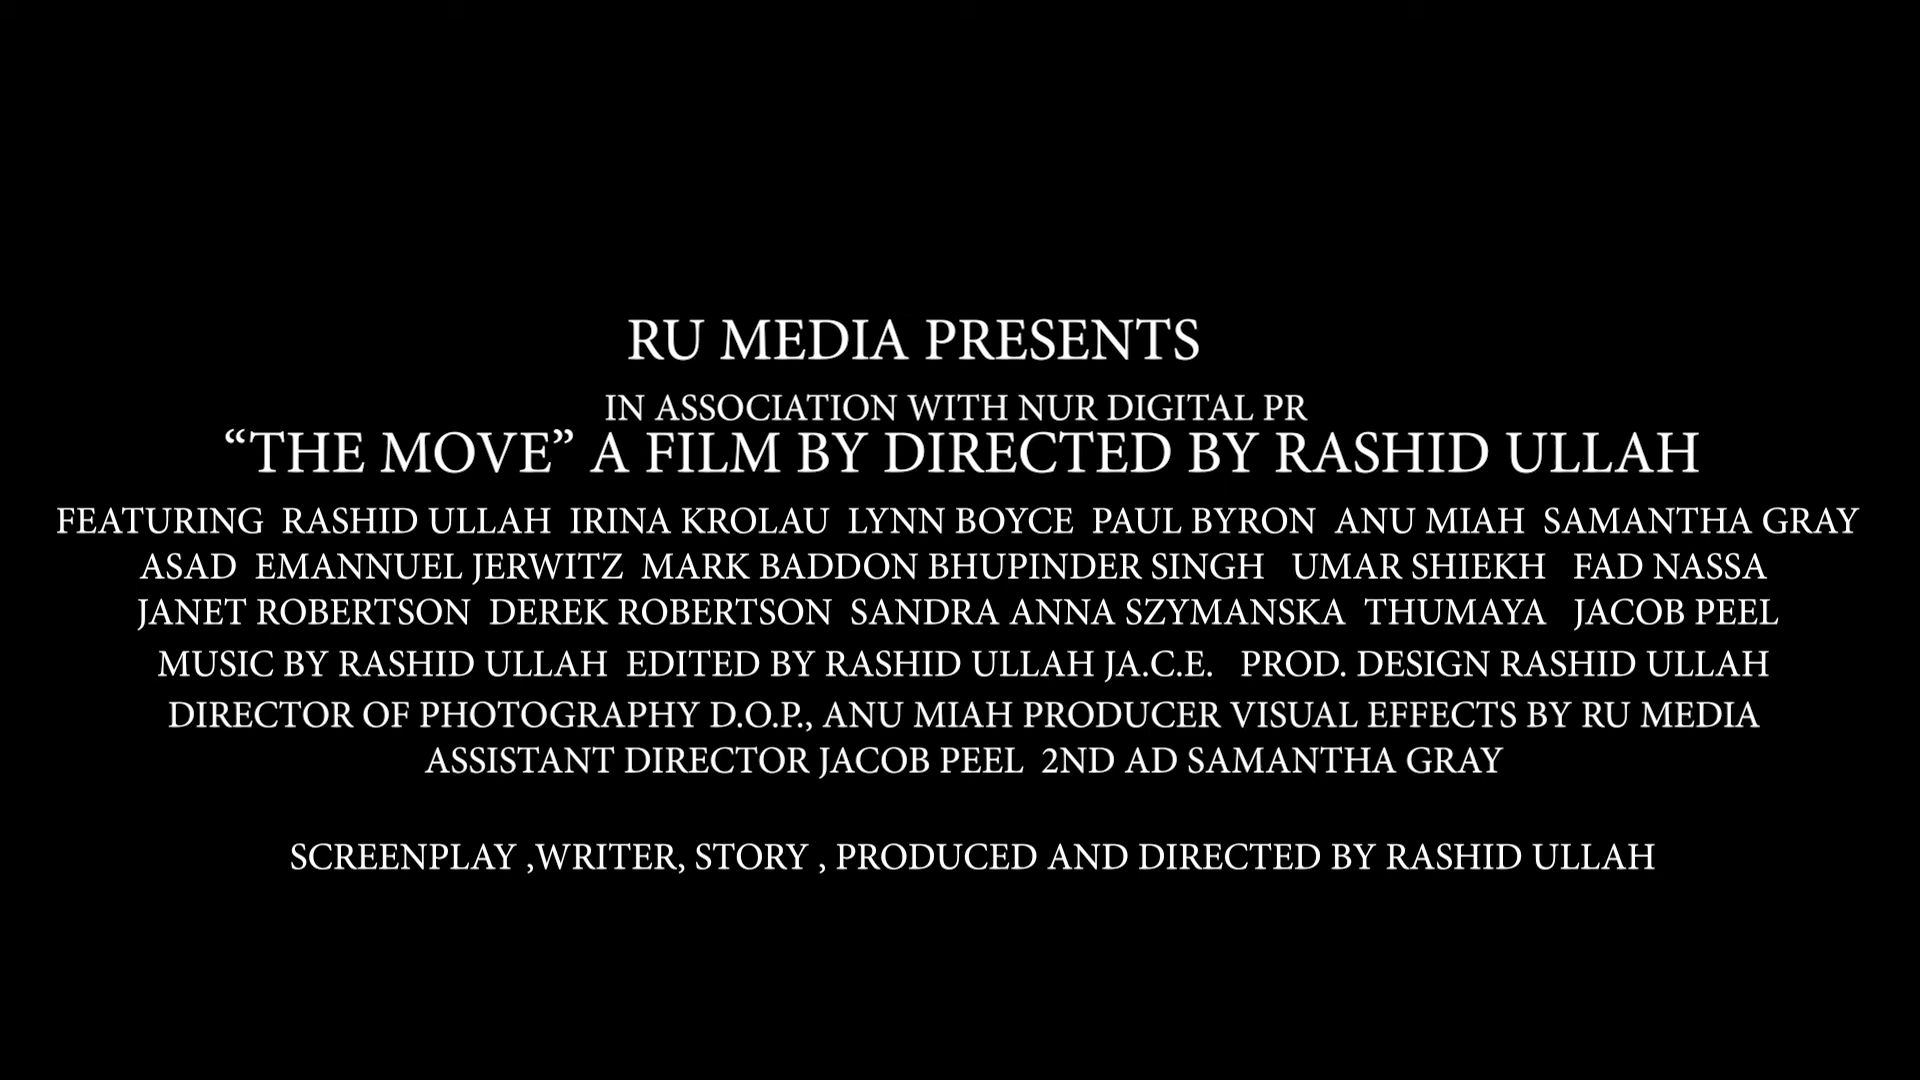 RU MEDIA PRESENTS
IN ASSOCIATION WITH NUR DIGITAL PR
“THE MOVE” A FILM BY DIRECTED BY RASHID ULLAH
FEATURING RASHID ULLAH IRINA KROLAU LYNN BOYCE PAUL BYRON ANU MIAH SAMANTHA GRAY
ASAD EMANNUEL JERWITZ MARK BADDON BHUPINDER SINGH UMAR SHIEKH FAD NASSA
JANET ROBERTSON DEREK ROBERTSON SANDRA ANNA SZYMANSKA THUMAYA JACOB PEEL
MUSIC BY RASHID ULLAH EDITED BY RASHID ULLAH JA.C.E. PROD. DESIGN RASHID ULLAH
DIRECTOR OF PHOTOGRAPHY D.O.P., ANU MIAH PRODUCER VISUAL EFFECTS BY RU MEDIA
ASSISTANT DIRECTOR JACOB PEEL 2ND AD SAMANTHA GRAY
SCREENPLAY ,WRITER, STORY , PRODUCED AND DIRECTED BY RASHID ULLAH